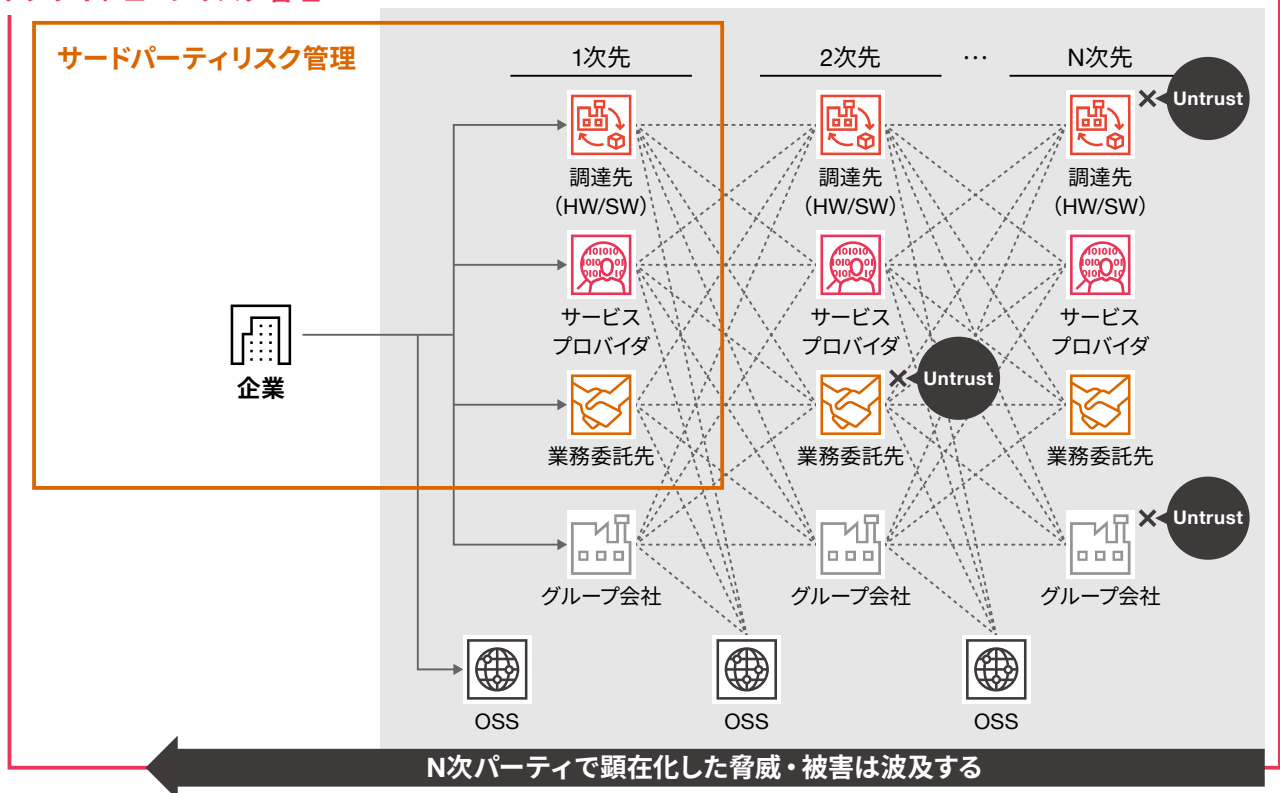 サードパーティリスク管理
1次先
2次先
…
N次先
Untrust
調達先
（HW/SW）
調達先
（HW/SW）
調達先
（HW/SW）
サービス
プロバイダ
サービス
プロバイダ
サービス
プロバイダ
企業
Untrust
業務委託先
業務委託先
業務委託先
Untrust
グループ会社
グループ会社
グループ会社
OSS
OSS
OSS
N次パーティで顕在化した脅威・被害は波及する